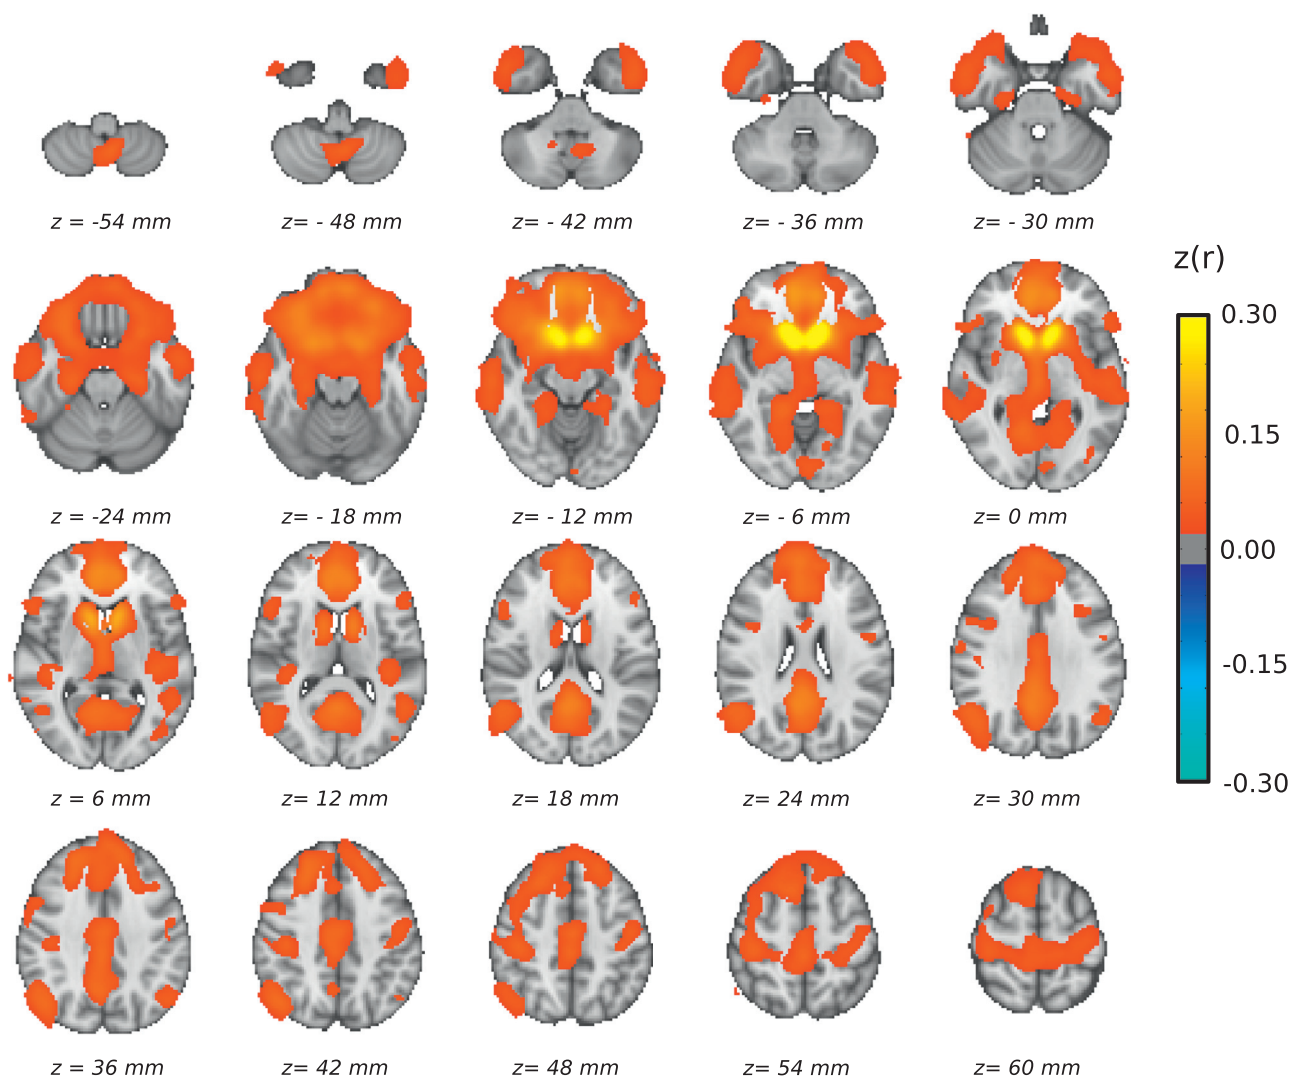 z = -54 mm
z= - 48 mm
z= - 42 mm
z= - 36 mm
z= - 30 mm
z(r)
0.30
0.15
0.00
-0.15
-0.30
z = -24 mm
z= - 18 mm
z= - 12 mm
z= - 6 mm
z= 0 mm
z = 6 mm
z= 12 mm
z= 18 mm
z= 24 mm
z= 30 mm
z = 36 mm
z= 42 mm
z= 48 mm
z= 54 mm
z= 60 mm